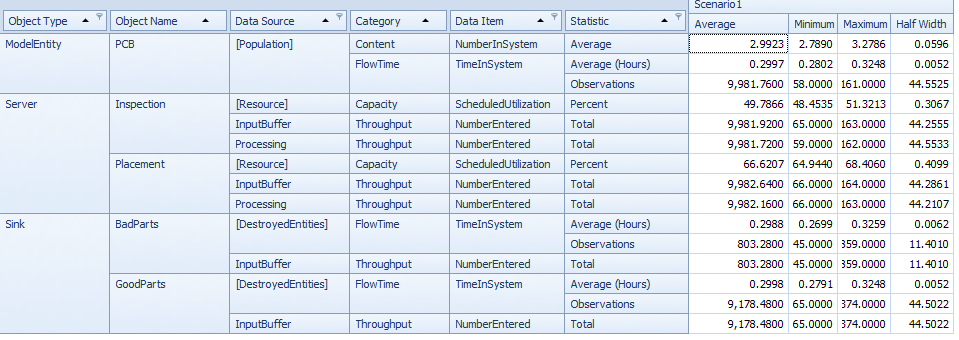 Scenario1
Object Type Object Name Data Source Category Data Item Statistic Average Minimum Maximum Half Width
ModelEntity PCB [Population] Content NumberInSystem Average 2.9923 2.7890 3.2786 0.0596
FlowTime TimeInSystem Average (Hours) 0.2997 0.2802 0.3248 0.0052
Observations 9,981.7600 58.0000 161.0000 44.5525
Server Inspection [Resource] Capacity ScheduledUtilization Percent 49.7866 48.4535 51.3213 0.3067
InputBuffer Throughput NumberEntered Total 9,981.9200 65.0000 163.0000 44.2555
Processing Throughput NumberEntered Total 9,981.7200 59.0000 162.0000 44.5533
Placement [Resource] Capacity ScheduledUtilization Percent 66.6207 64.9440 68.4060 0.4099
InputBuffer Throughput NumberEntered Total 9,982.6400 66.0000 164.0000 44.2861
Processing Throughput NumberEntered Total 9,982.1600 66.0000 163.0000 44.2107
Sink BadParts [DestroyedEntities] FlowTime TimeInSystem Average (Hours) 0.2988 0.2699 0.3259 0.0062
Observations 803.2800 45.0000 359.0000 11.4010
InputBuffer Throughput NumberEntered Total 803.2800 45.0000 359.0000 11.4010
GoodParts [DestroyedEntities] FlowTime TimeInSystem Average (Hours) 0.2998 0.2791 0.3248 0.0052
Observations 9,178.4800 65.0000 374.0000 44.5022
InputBuffer Throughput NumberEntered Total 9,178.4800 65.0000 374.0000 44.5022